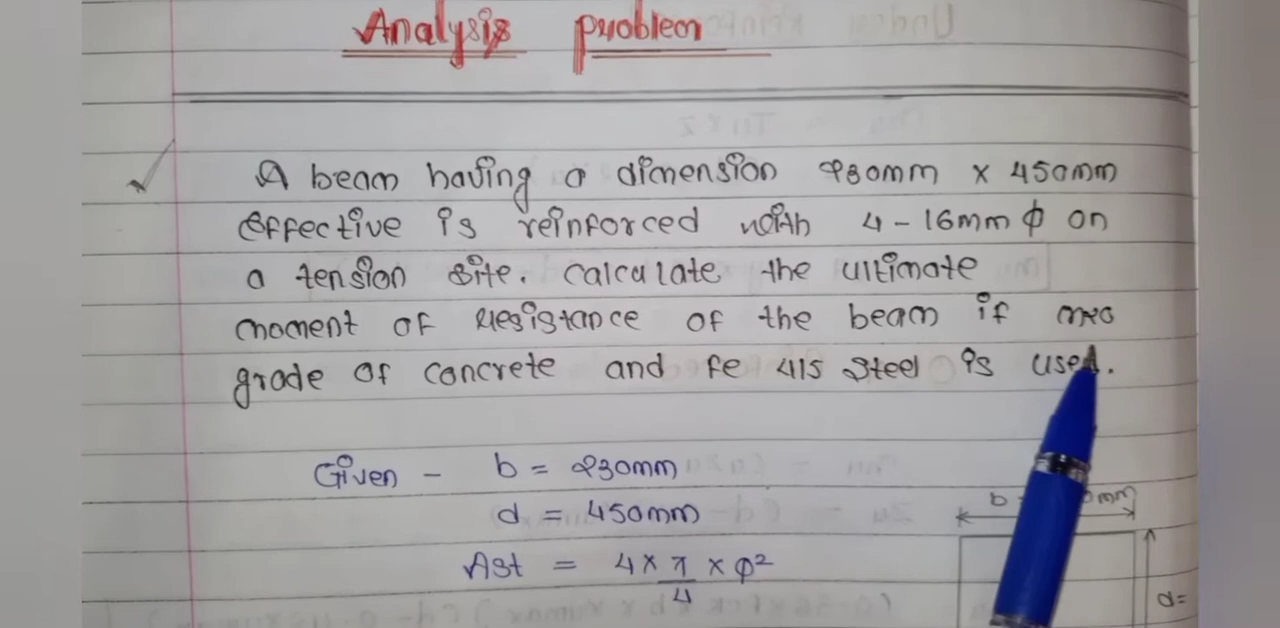 Analysis problem
A beam having a dimension 230mm x 450mm
effective is reinforced with 4-16mm ϕ on
a tension site. calculate the ultimate
moment of resistance of the beam if M20
grade of concrete and fe 415 steel is used.
Given - b = 230mm
d = 450mm
b mm
Ast = 4 × π/4 × ϕ²
d=